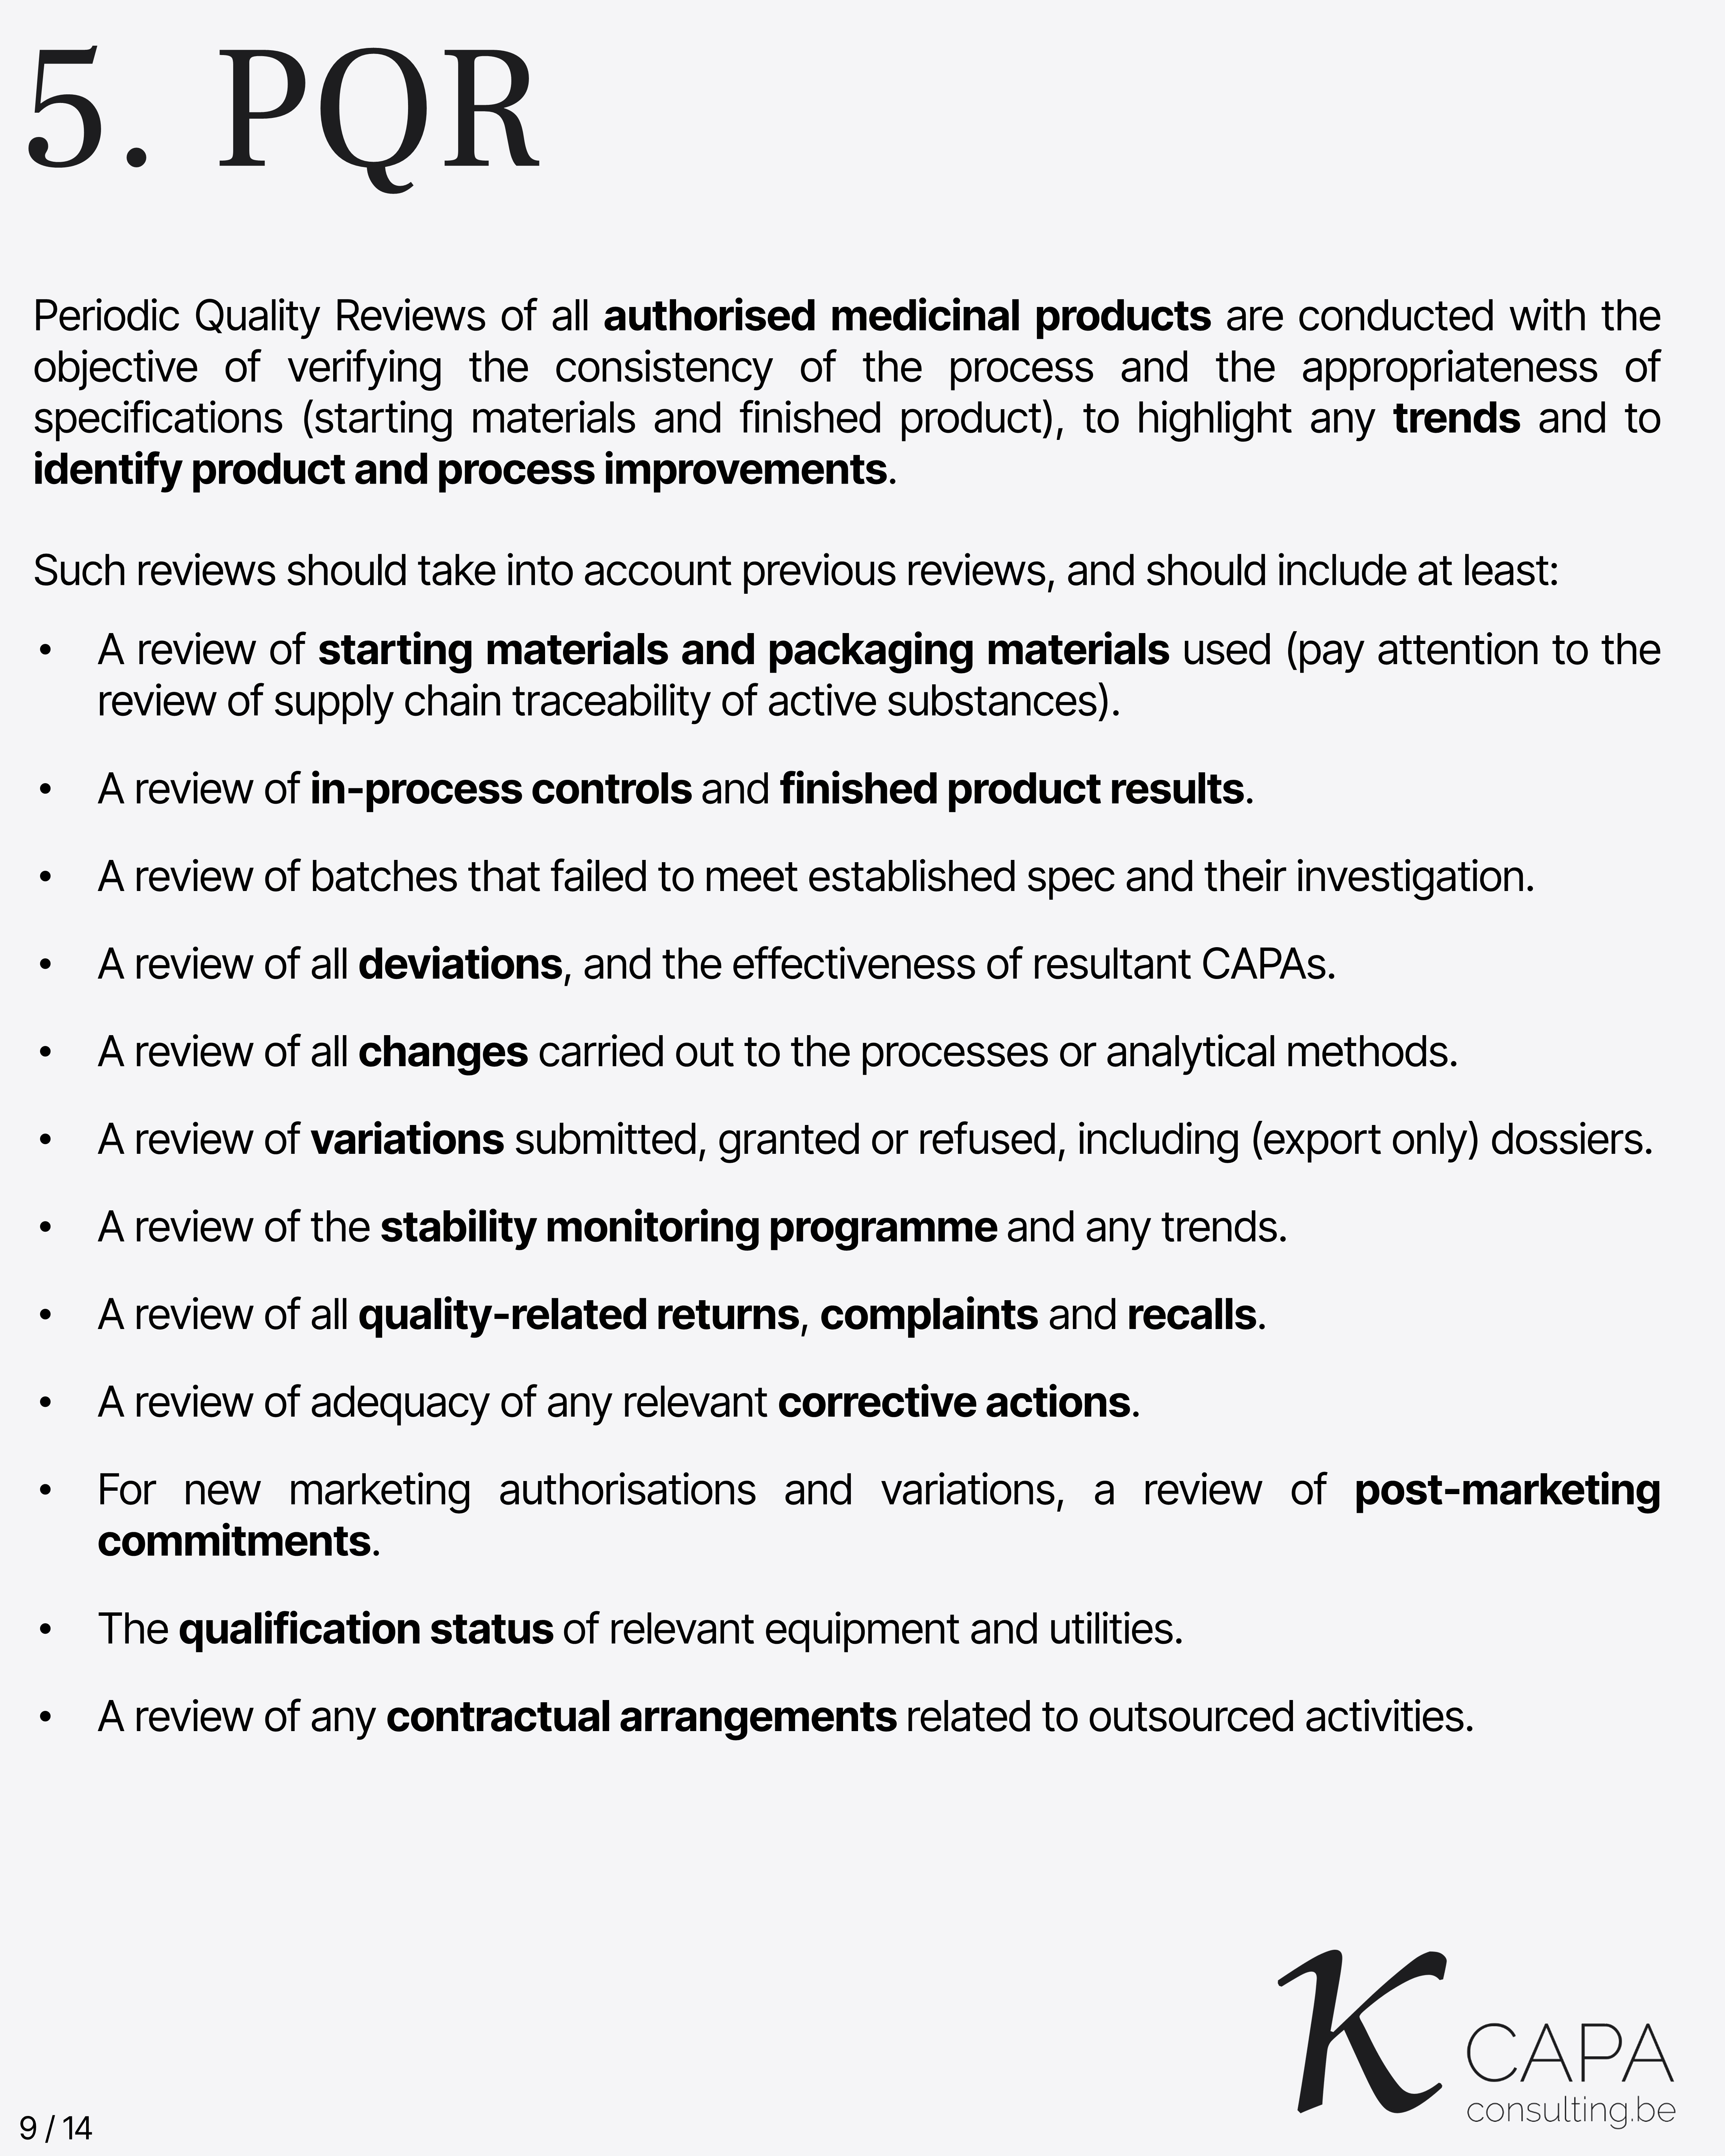 5. PQR
Periodic Quality Reviews of all authorised medicinal products are conducted with the
objective of verifying the consistency of the process and the appropriateness of
specifications (starting materials and finished product), to highlight any trends and to
identify product and process improvements.
Such reviews should take into account previous reviews, and should include at least:
• A review of starting materials and packaging materials used (pay attention to the
review of supply chain traceability of active substances).
• A review of in-process controls and finished product results.
• A review of batches that failed to meet established spec and their investigation.
• A review of all deviations, and the effectiveness of resultant CAPAs.
• A review of all changes carried out to the processes or analytical methods.
• A review of variations submitted, granted or refused, including (export only) dossiers.
• A review of the stability monitoring programme and any trends.
• A review of all quality-related returns, complaints and recalls.
• A review of adequacy of any relevant corrective actions.
• For new marketing authorisations and variations, a review of post-marketing
commitments.
• The qualification status of relevant equipment and utilities.
• A review of any contractual arrangements related to outsourced activities.
K CAPA
consulting.be
9 / 14